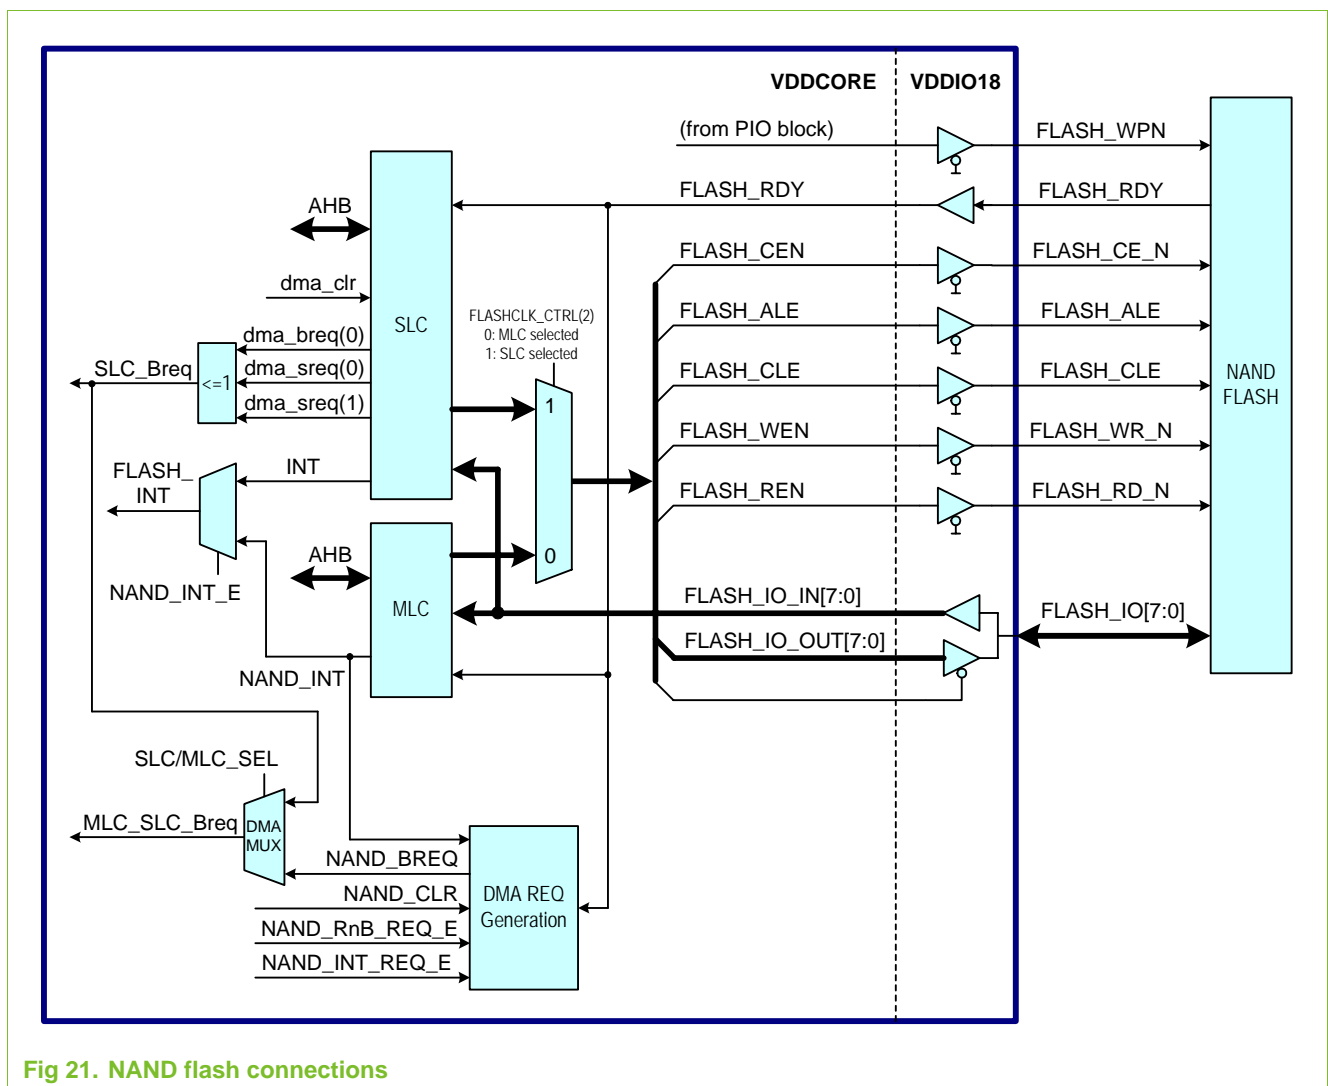 VDDCORE VDDIO18
(from PIO block) FLASH_WPN
FLASH_RDY FLASH_RDY
AHB
FLASH_CEN FLASH_CE_N
dma_clr
FLASHCLK_CTRL(2)
0: MLC selected
1: SLC selected
SLC
FLASH_ALE FLASH_ALE
dma_breq(0)
SLC_Breq
<=1
dma_sreq(0)
dma_sreq(1)
FLASH_CLE FLASH_CLE
NAND
FLASH
1
FLASH_WEN FLASH_WR_N
FLASH_
INT
INT
FLASH_REN FLASH_RD_N
AHB
0
NAND_INT_E
MLC
FLASH_IO_IN[7:0]
FLASH_IO[7:0]
FLASH_IO_OUT[7:0]
NAND_INT
SLC/MLC_SEL
MLC_SLC_Breq
DMA
MUX
NAND_BREQ
NAND_CLR
NAND_RnB_REQ_E
NAND_INT_REQ_E
DMA REQ
Generation
Fig 21. NAND flash connections